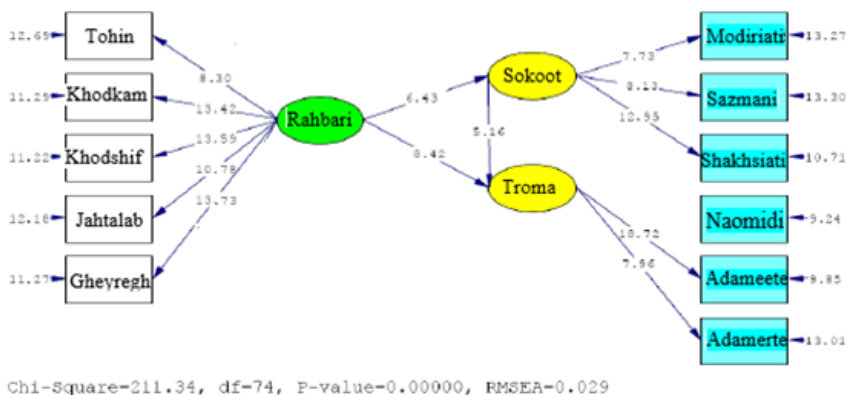 12.69 Tohin
11.29 Khodkam
11.22 Khodshif
12.18 Jahtalab
11.27 Gheyregh
8.30
13.42
13.59
10.78
13.73
Rahbari
6.43
8.42
Sokoot
5.16
Troma
7.73
8.13
12.95
10.72
7.96
Modiriati 13.27
Sazmani 13.30
Shakhsiati 10.71
Naomidi 9.24
Adameete 9.85
Adamerte 13.01
Chi-Square=211.34, df=74, P-value=0.00000, RMSEA=0.029